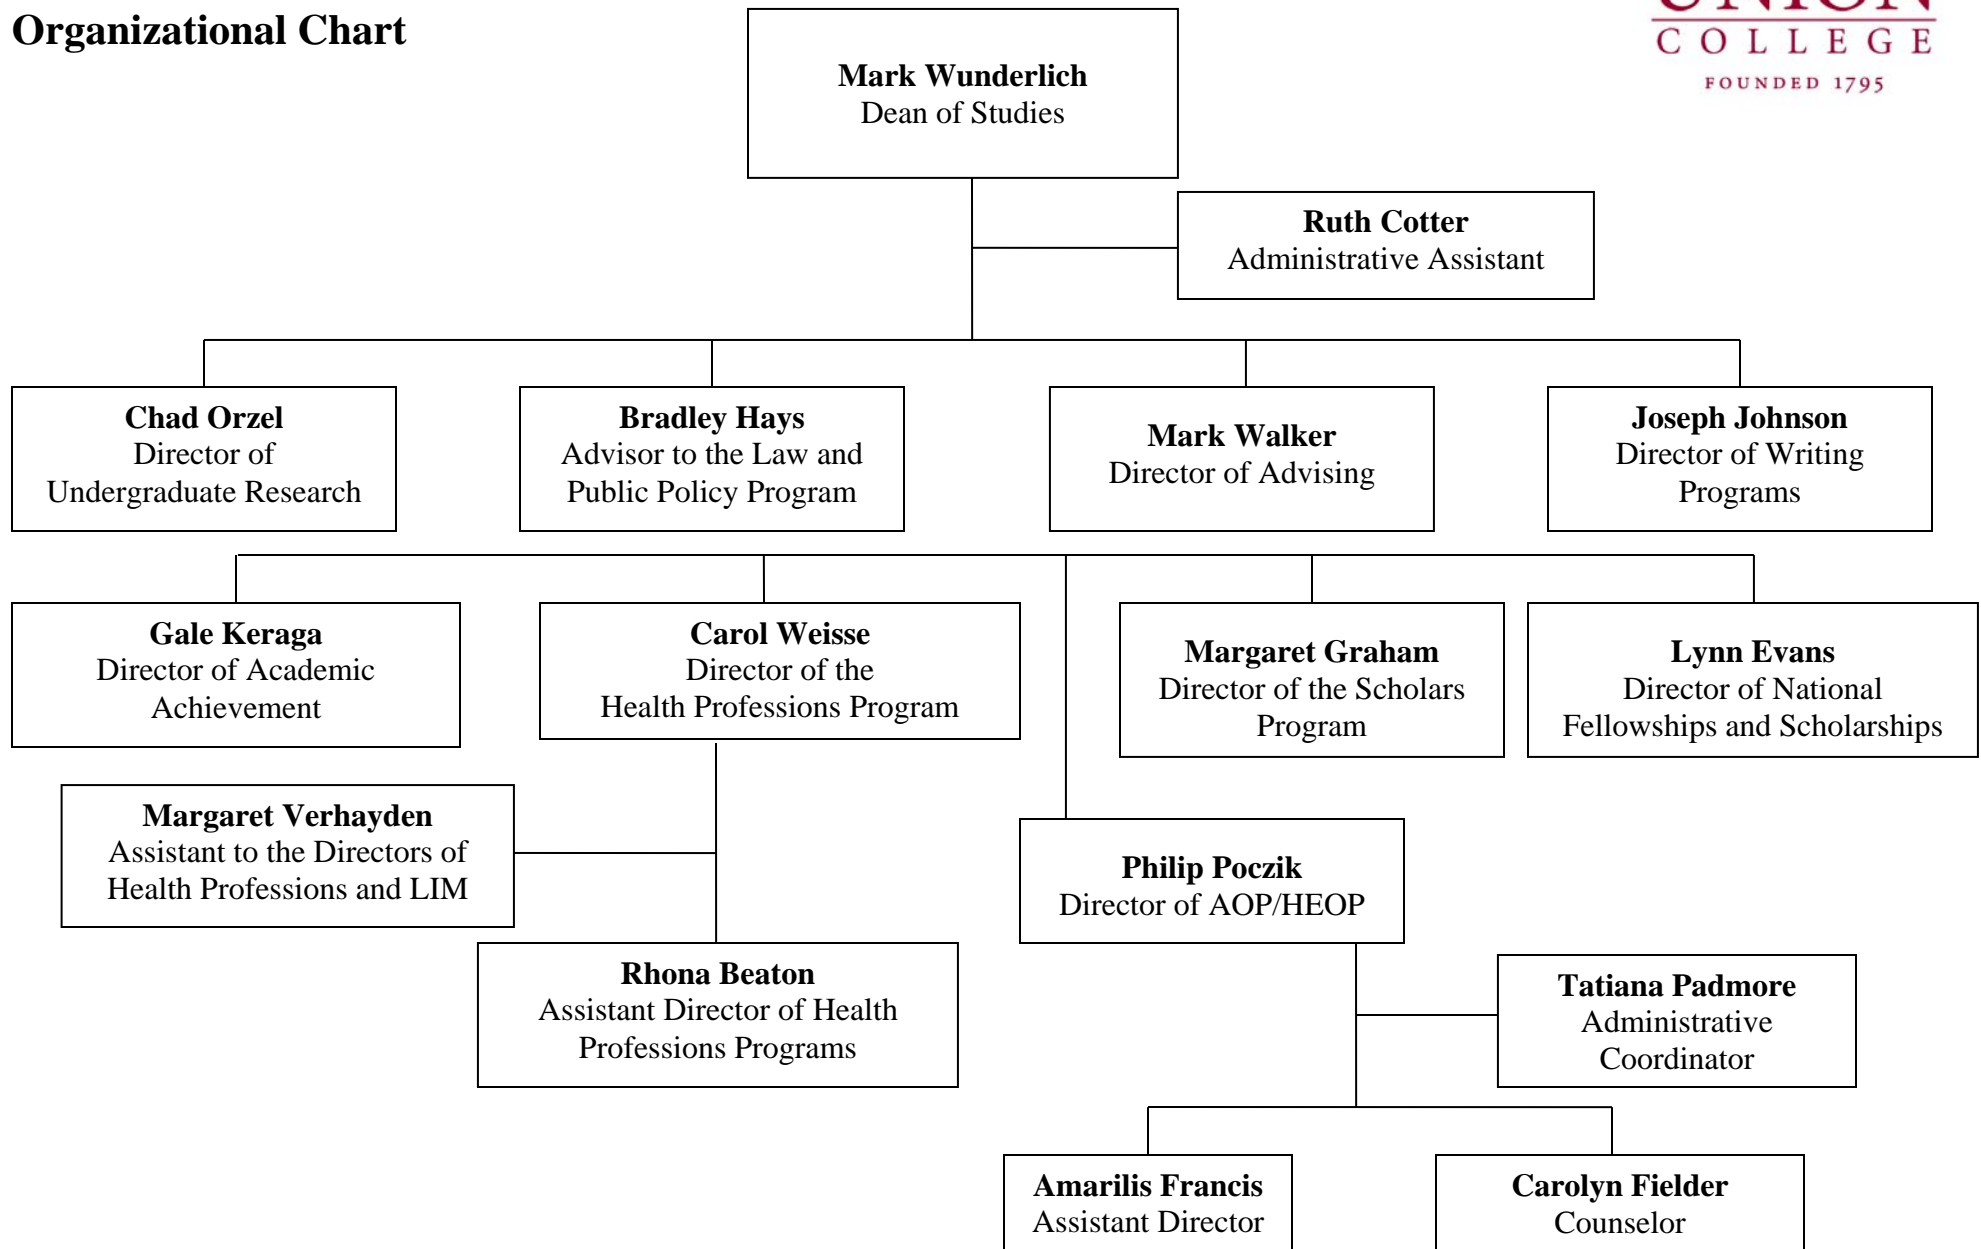 Organizational Chart
UNION
COLLEGE
FOUNDED 1795
Mark Wunderlich
Dean of Studies
Ruth Cotter
Administrative Assistant
Chad Orzel
Director of
Undergraduate Research
Bradley Hays
Advisor to the Law and
Public Policy Program
Mark Walker
Director of Advising
Joseph Johnson
Director of Writing
Programs
Gale Keraga
Director of Academic
Achievement
Carol Weisse
Director of the
Health Professions Program
Margaret Graham
Director of the Scholars
Program
Lynn Evans
Director of National
Fellowships and Scholarships
Margaret Verhayden
Assistant to the Directors of
Health Professions and LIM
Philip Poczik
Director of AOP/HEOP
Rhona Beaton
Assistant Director of Health
Professions Programs
Tatiana Padmore
Administrative
Coordinator
Amarilis Francis
Assistant Director
Carolyn Fielder
Counselor